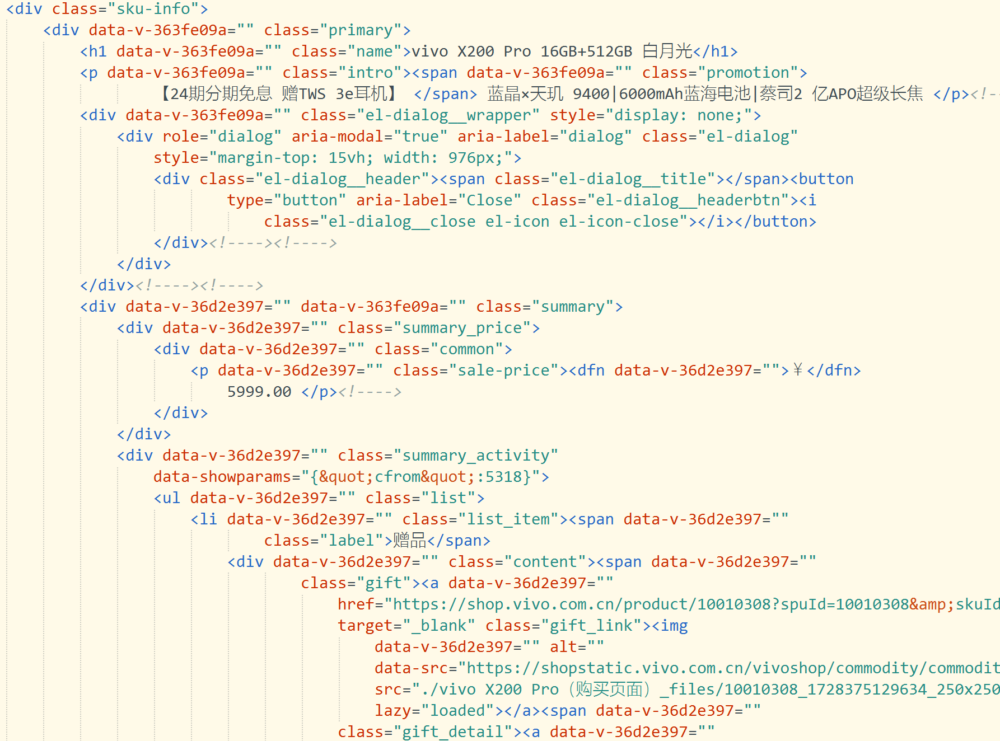 <div class="sku-info">
<div data-v-363fe09a="" class="primary">
<h1 data-v-363fe09a="" class="name">vivo X200 Pro 16GB+512GB 白月光</h1>
<p data-v-363fe09a="" class="intro"><span data-v-363fe09a="" class="promotion">
【24期分期免息 赠TWS 3e耳机】 </span> 蓝晶×天玑 9400|6000mAh蓝海电池|蔡司2 亿APO超级长焦 </p><!-
<div data-v-363fe09a="" class="el-dialog__wrapper" style="display: none;">
<div role="dialog" aria-modal="true" aria-label="dialog" class="el-dialog"
style="margin-top: 15vh; width: 976px;">
<div class="el-dialog__header"><span class="el-dialog__title"></span><button
type="button" aria-label="Close" class="el-dialog__headerbtn"><i
class="el-dialog__close el-icon el-icon-close"></i></button>
</div><!----><!---->
</div>
</div><!----><!---->
<div data-v-36d2e397="" data-v-363fe09a="" class="summary">
<div data-v-36d2e397="" class="summary_price">
<div data-v-36d2e397="" class="common">
<p data-v-36d2e397="" class="sale-price"><dfn data-v-36d2e397="">￥</dfn>
5999.00 </p><!---->
</div>
</div>
<div data-v-36d2e397="" class="summary_activity"
data-showparams="{&quot;cfrom&quot;:5318}">
<ul data-v-36d2e397="" class="list">
<li data-v-36d2e397="" class="list_item"><span data-v-36d2e397=""
class="label">赠品</span>
<div data-v-36d2e397="" class="content"><span data-v-36d2e397=""
class="gift"><a data-v-36d2e397=""
href="https://shop.vivo.com.cn/product/10010308?spuId=10010308&amp;skuId
target="_blank" class="gift_link"><img
data-v-36d2e397="" alt=""
data-src="https://shopstatic.vivo.com.cn/vivoshop/commodity/commodit
src="./vivo X200 Pro（购买页面）_files/10010308_1728375129634_250x250
lazy="loaded"></a><span data-v-36d2e397=""
class="gift_detail"><a data-v-36d2e397=""